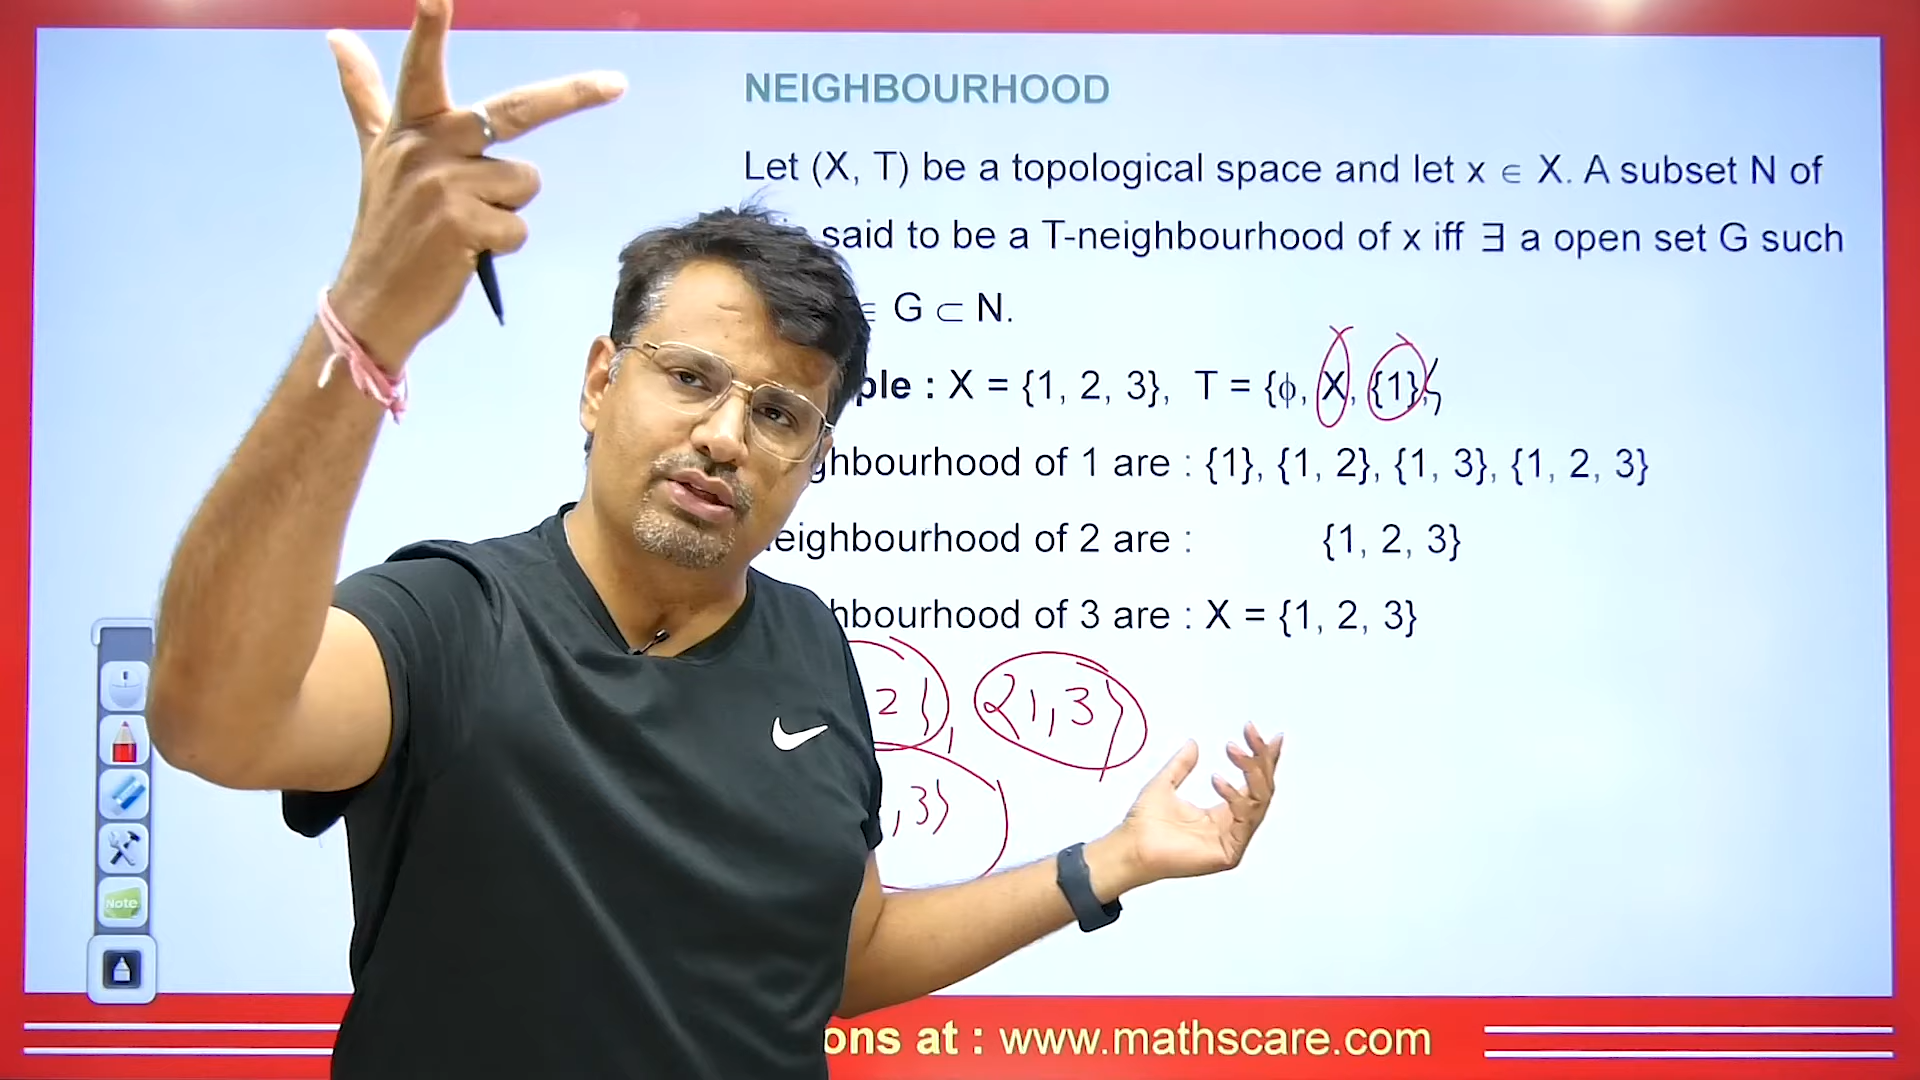 NEIGHBOURHOOD
Let (X, T) be a topological space and let x ∈ X. A subset N of
said to be a T-neighbourhood of x iff ∃ a open set G such
∈ G ⊂ N.
ple : X = {1, 2, 3}, T = {ϕ, X, {1},}
ghbourhood of 1 are : {1}, {1, 2}, {1, 3}, {1, 2, 3}
eighbourhood of 2 are : {1, 2, 3}
hbourhood of 3 are : X = {1, 2, 3}
2}, {1,3}
,3}
Note
ons at : www.mathscare.com